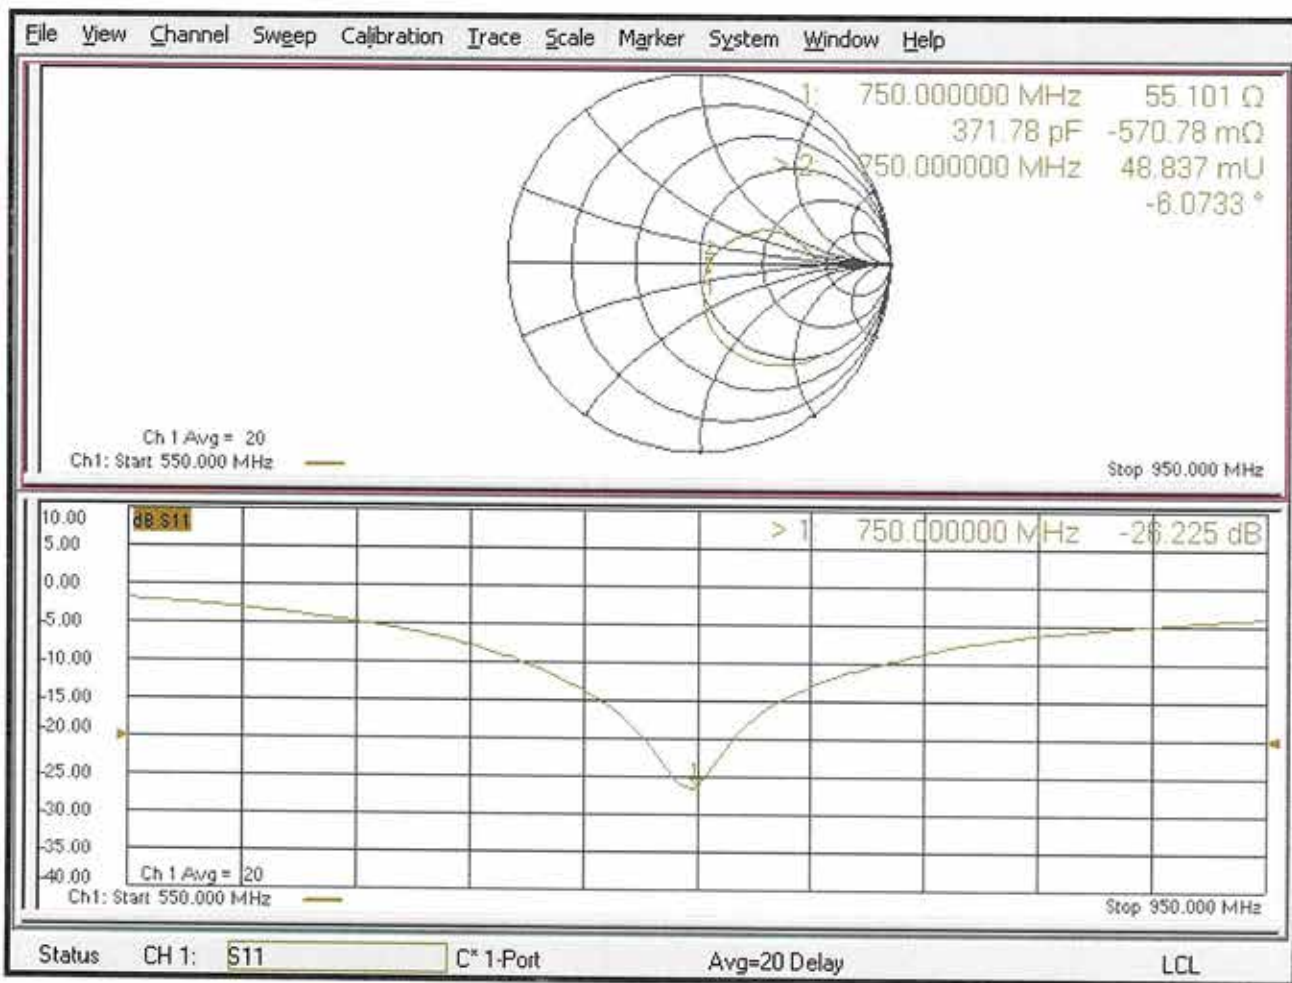 File View Channel Sweep Calibration Trace Scale Marker System Window Help
1: 750.000000 MHz 55.101 Ω
371.78 pF -570.78 mΩ
> 2: 750.000000 MHz 48.837 mU
-6.0733 °
Ch 1 Avg = 20
Ch1: Start 550.000 MHz
Stop 950.000 MHz
10.00
dB S11
> 1: 750.000000 MHz -26.225 dB
5.00
0.00
-5.00
-10.00
-15.00
-20.00
-25.00
1
-30.00
-35.00
-40.00
Ch 1 Avg = 20
Ch1: Start 550.000 MHz
Stop 950.000 MHz
Status CH 1: S11 C* 1-Port Avg=20 Delay LCL